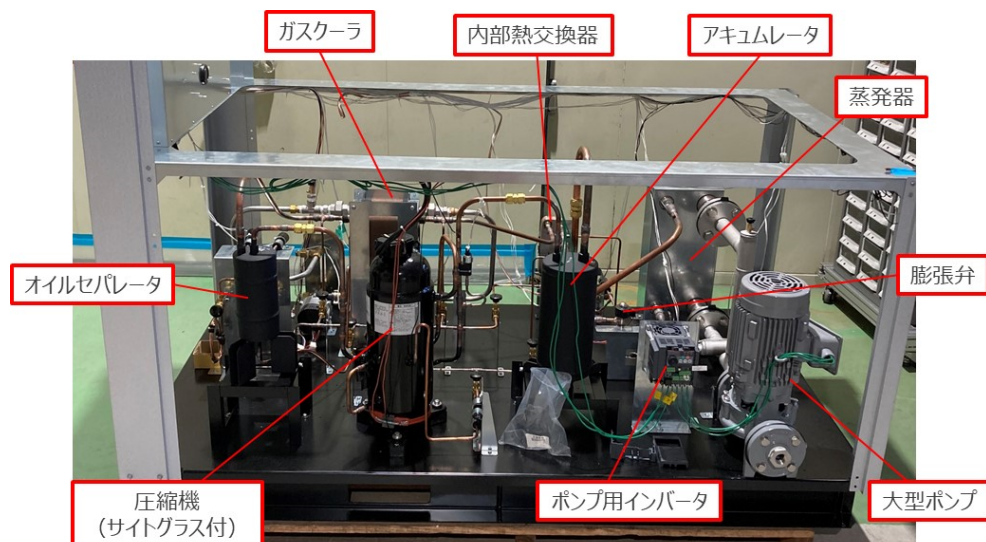 ガスクーラ
内部熱交換器
アキュムレータ
蒸発器
オイルセパレータ
膨張弁
圧縮機
(サイトグラス付)
ポンプ用インバータ
大型ポンプ